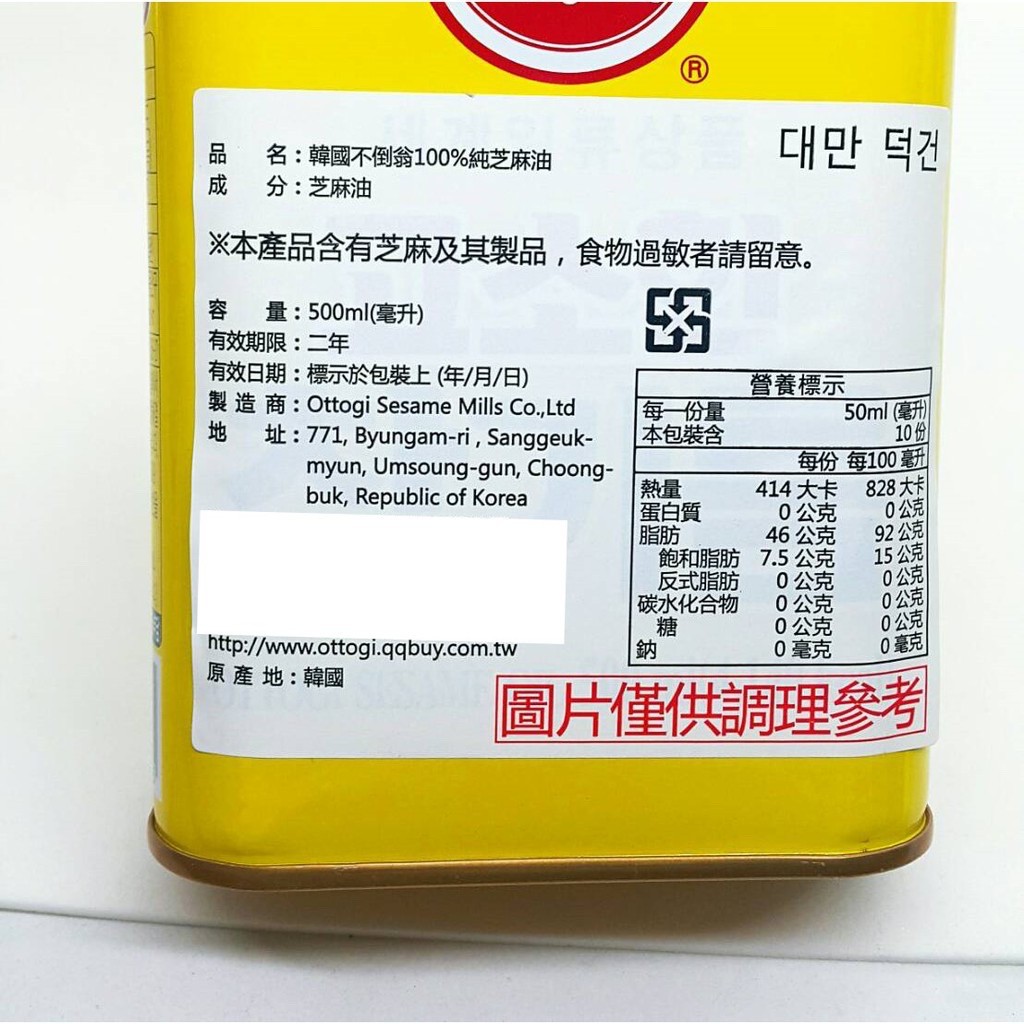 ®
대만 덕건
品 名：韓國不倒翁100%純芝麻油
成 分：芝麻油
※本產品含有芝麻及其製品，食物過敏者請留意。
容 量：500ml(毫升)
有效期限：二年
有效日期：標示於包裝上 (年/月/日)
製 造 商：Ottogi Sesame Mills Co.,Ltd
地 址：771, Byungam-ri , Sanggeuk-
myun, Umsoung-gun, Choong-
buk, Republic of Korea
http://www.ottogi.qqbuy.com.tw
原 產 地：韓國
營養標示
每一份量 50ml (毫升)
本包裝含 10 份
每份 每100 毫升
熱量 414 大卡 828 大卡
蛋白質 0 公克 0 公克
脂肪 46 公克 92 公克
飽和脂肪 7.5 公克 15 公克
反式脂肪 0 公克 0 公克
碳水化合物 0 公克 0 公克
糖 0 公克 0 公克
鈉 0 毫克 0 毫克
圖片僅供調理參考